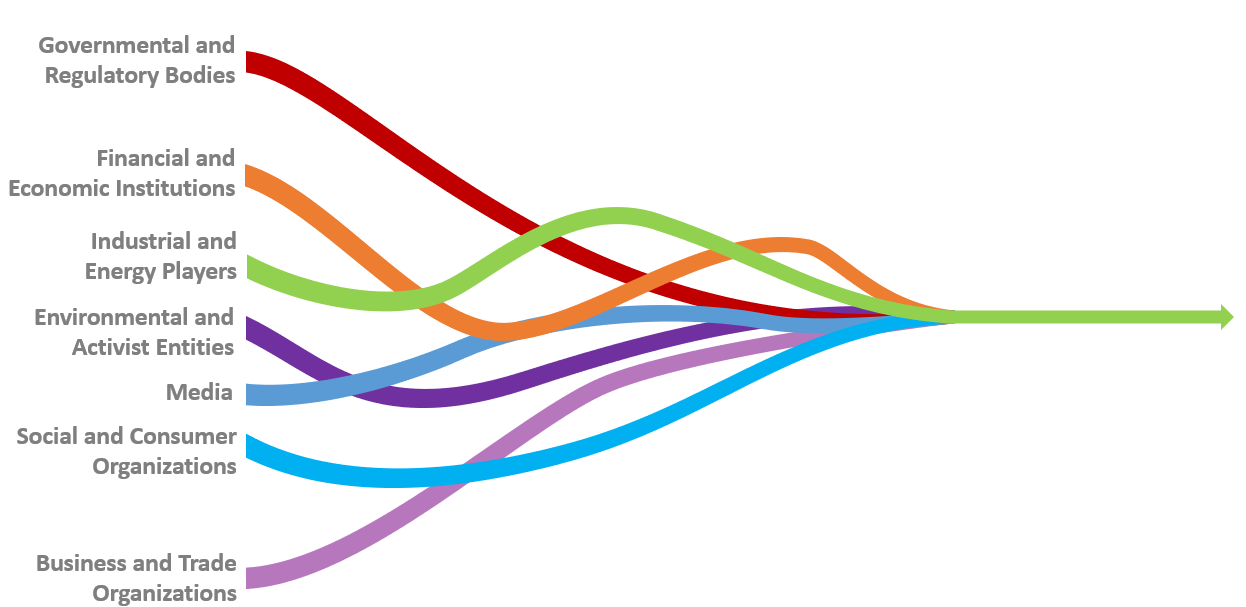 Governmental and
Regulatory Bodies
Financial and
Economic Institutions
Industrial and
Energy Players
Environmental and
Activist Entities
Media
Social and Consumer
Organizations
Business and Trade
Organizations